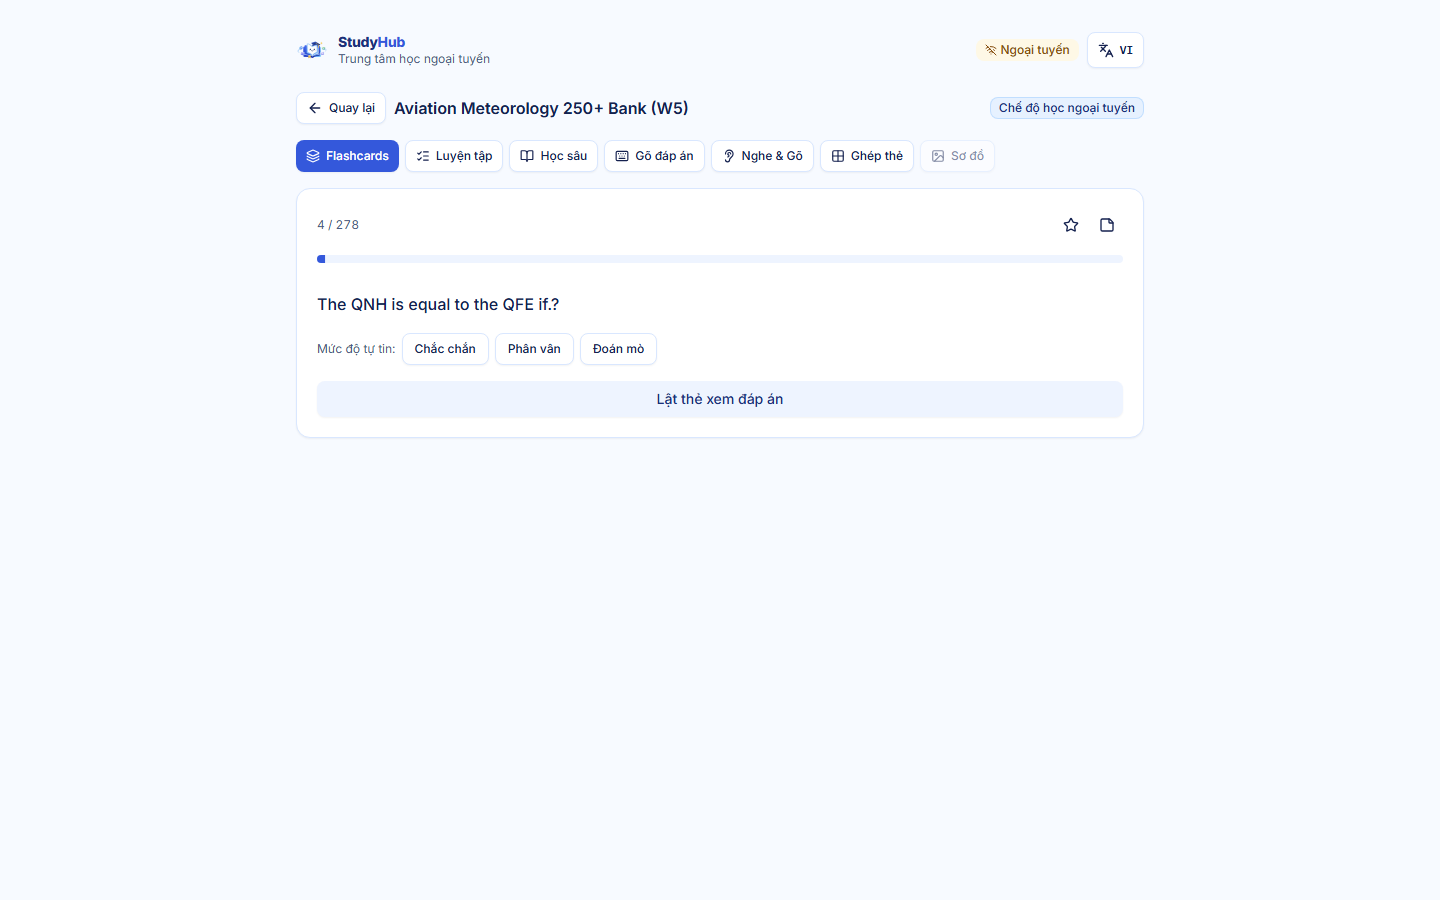 StudyHub
Trung tâm học ngoại tuyến
Ngoại tuyến
VI
Quay lại
Aviation Meteorology 250+ Bank (W5)
Chế độ học ngoại tuyến
Flashcards
Luyện tập
Học sâu
Gõ đáp án
Nghe & Gõ
Ghép thẻ
Sơ đồ
4 / 278
The QNH is equal to the QFE if.?
Mức độ tự tin:
Chắc chắn
Phân vân
Đoán mò
Lật thẻ xem đáp án